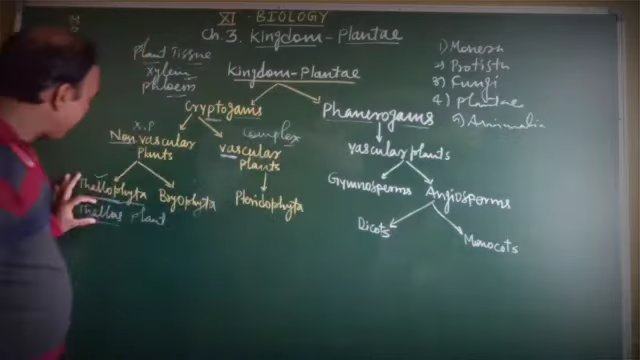 XI - BIOLOGY
Ch. 3. Kingdom - Plantae
Plant Tissue
Xylem
Phloem
Kingdom - Plantae
1) Monera
2) Protista
3) Fungi
4) Plantae
5) Animalia
Cryptogams
Phanerogams
X.P
Complex
Non vascular
Plants
vascular
plants
vascular plants
Thallophyta
Bryophyta
Pteridophyta
Gymnosperms
Angiosperms
Thallus plant
Dicots
Monocots